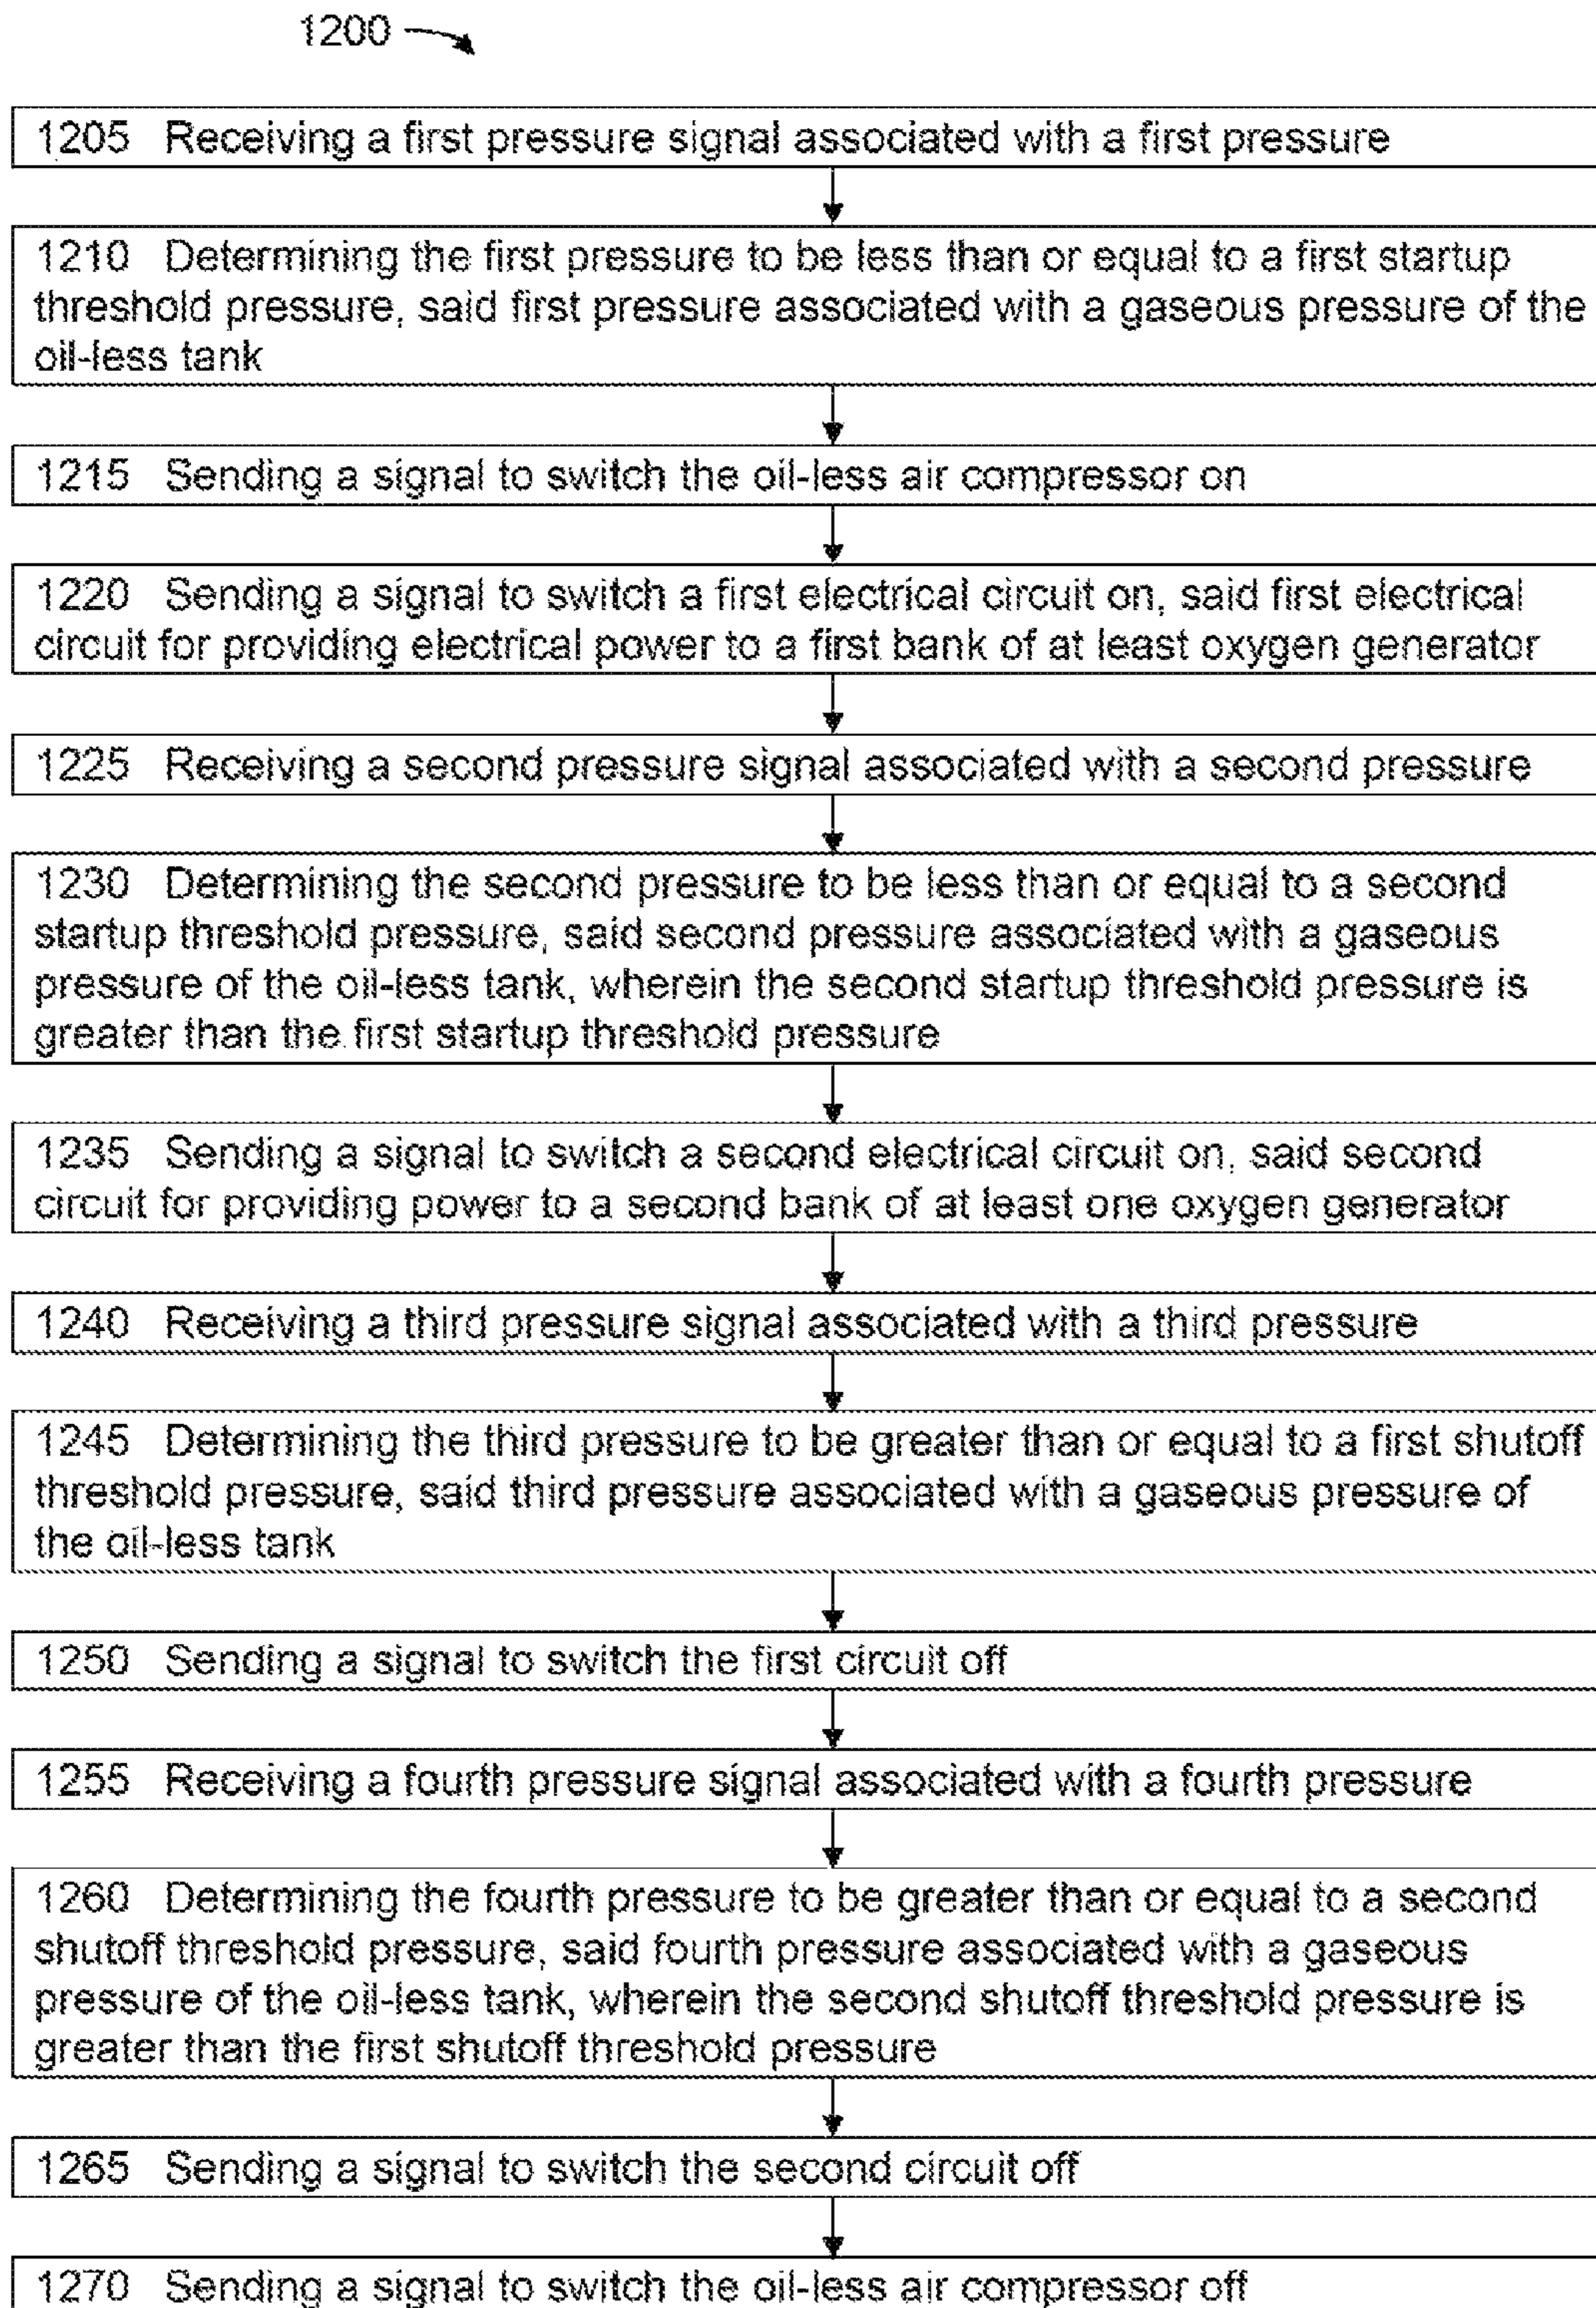 1200
1205 Receiving a first pressure signal associated with a first pressure
1210 Determining the first pressure to be less than or equal to a first startup
threshold pressure, said first pressure associated with a gaseous pressure of the
oil-less tank
1215 Sending a signal to switch the oil-less air compressor on
1220 Sending a signal to switch a first electrical circuit on, said first electrical
circuit for providing electrical power to a first bank of at least oxygen generator
1225 Receiving a second pressure signal associated with a second pressure
1230 Determining the second pressure to be less than or equal to a second
startup threshold pressure, said second pressure associated with a gaseous
pressure of the oil-less tank, wherein the second startup threshold pressure is
greater than the first startup threshold pressure
1235 Sending a signal to switch a second electrical circuit on, said second
circuit for providing power to a second bank of at least one oxygen generator
1240 Receiving a third pressure signal associated with a third pressure
1245 Determining the third pressure to be greater than or equal to a first shutoff
threshold pressure, said third pressure associated with a gaseous pressure of
the oil-less tank
1250 Sending a signal to switch the first circuit off
1255 Receiving a fourth pressure signal associated with a fourth pressure
1260 Determining the fourth pressure to be greater than or equal to a second
shutoff threshold pressure, said fourth pressure associated with a gaseous
pressure of the oil-less tank, wherein the second shutoff threshold pressure is
greater than the first shutoff threshold pressure
1265 Sending a signal to switch the second circuit off
1270 Sending a signal to switch the oil-less air compressor off